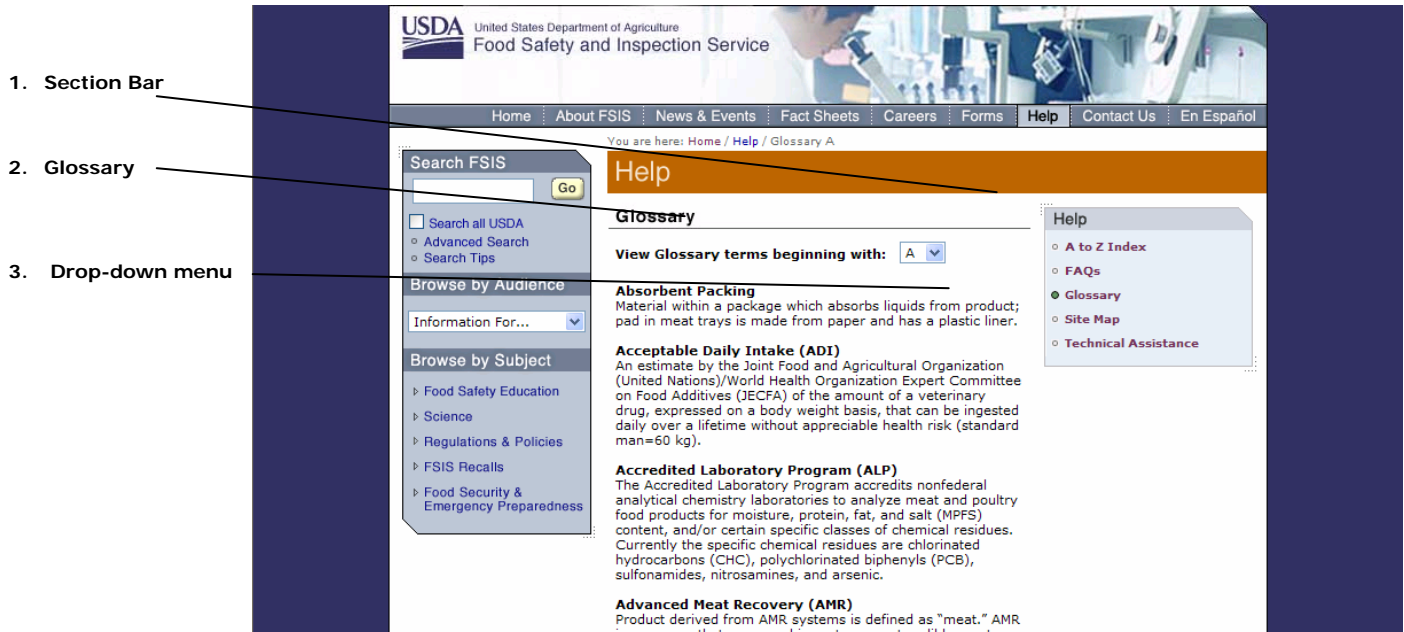 1. Section Bar
2. Glossary
3. Drop-down menu
USDA
United States Department of Agriculture
Food Safety and Inspection Service
Home About FSIS News & Events Fact Sheets Careers Forms Help Contact Us En Español
You are here: Home / Help / Glossary A
Search FSIS
Go
Search all USDA
Advanced Search
Search Tips
Browse by Audience
Information For...
Browse by Subject
Food Safety Education
Science
Regulations & Policies
FSIS Recalls
Food Security &
Emergency Preparedness
Help
Glossary
View Glossary terms beginning with: A
Absorbent Packing
Material within a package which absorbs liquids from product;
pad in meat trays is made from paper and has a plastic liner.
Acceptable Daily Intake (ADI)
An estimate by the Joint Food and Agricultural Organization
(United Nations)/World Health Organization Expert Committee
on Food Additives (JECFA) of the amount of a veterinary
drug, expressed on a body weight basis, that can be ingested
daily over a lifetime without appreciable health risk (standard
man=60 kg).
Accredited Laboratory Program (ALP)
The Accredited Laboratory Program accredits nonfederal
analytical chemistry laboratories to analyze meat and poultry
food products for moisture, protein, fat, and salt (MPFS)
content, and/or certain specific classes of chemical residues.
Currently the specific chemical residues are chlorinated
hydrocarbons (CHC), polychlorinated biphenyls (PCB),
sulfonamides, nitrosamines, and arsenic.
Advanced Meat Recovery (AMR)
Product derived from AMR systems is defined as “meat.” AMR
Help
A to Z Index
FAQs
Glossary
Site Map
Technical Assistance